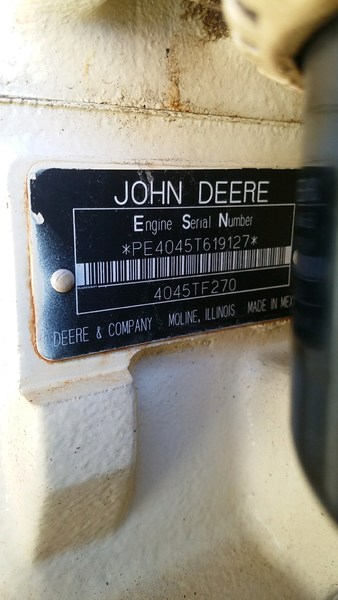 JOHN DEERE
Engine Serial Number
*PE4045T619127*
4045TF270
DEERE & COMPANY MOLINE, ILLINOIS MADE IN MEX